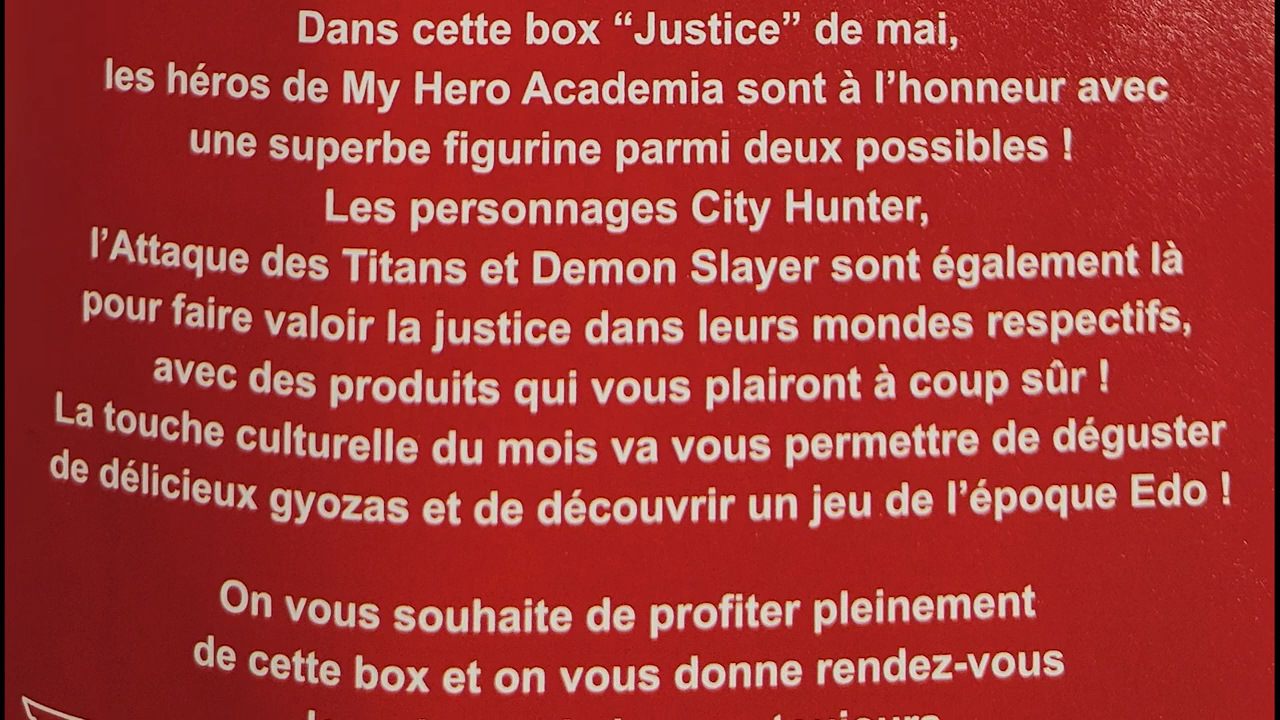 Dans cette box “Justice” de mai,
les héros de My Hero Academia sont à l’honneur avec
une superbe figurine parmi deux possibles !
Les personnages City Hunter,
l’Attaque des Titans et Demon Slayer sont également là
pour faire valoir la justice dans leurs mondes respectifs,
avec des produits qui vous plairont à coup sûr !
La touche culturelle du mois va vous permettre de déguster
de délicieux gyozas et de découvrir un jeu de l’époque Edo !
On vous souhaite de profiter pleinement
de cette box et on vous donne rendez-vous
toujours